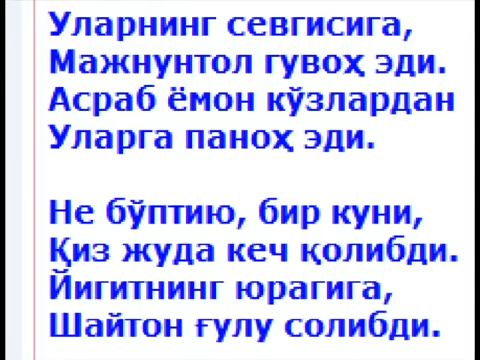 Уларнинг севгисига,
Мажнунтол гувоҳ эди.
Асраб ёмон кўзлардан
Уларга паноҳ эди.
Не бўптию, бир куни,
Қиз жуда кеч қолибди.
Йигитнинг юрагига,
Шайтон ғулу солибди.